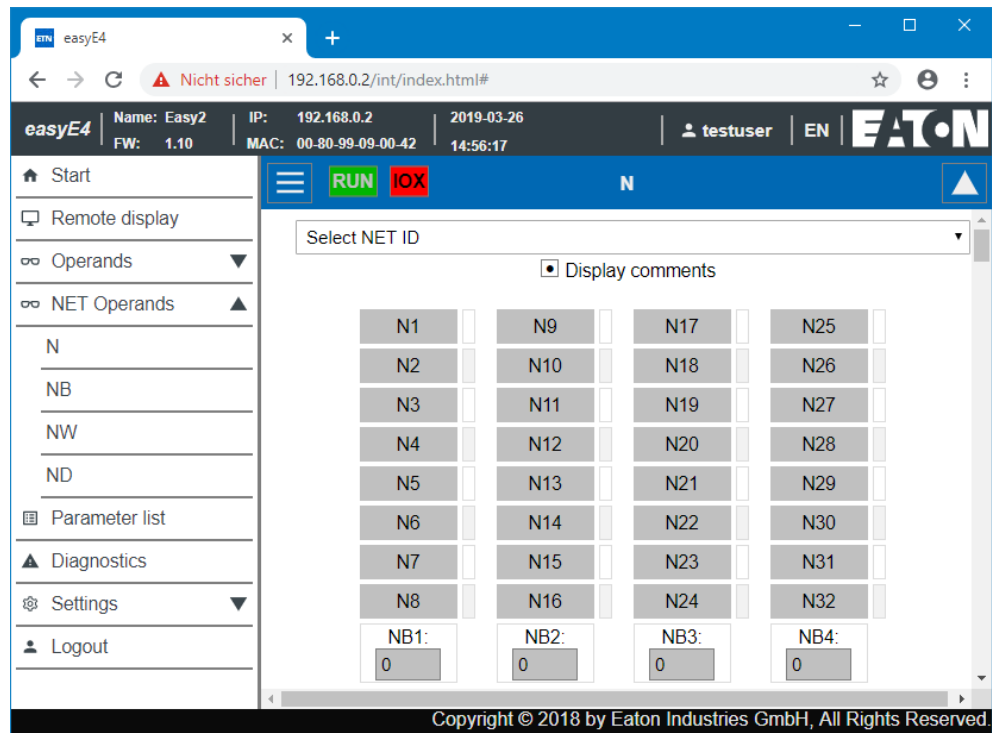 ETN easyE4
Nicht sicher | 192.168.0.2/int/index.html#
easyE4
Name: Easy2
FW: 1.10
IP: 192.168.0.2
MAC: 00-80-99-09-00-42
2019-03-26
14:56:17
testuser
EN
EATON
Start
Remote display
Operands
NET Operands
N
NB
NW
ND
Parameter list
Diagnostics
Settings
Logout
RUN IOX N
Select NET ID
Display comments
N1 N9 N17 N25
N2 N10 N18 N26
N3 N11 N19 N27
N4 N12 N20 N28
N5 N13 N21 N29
N6 N14 N22 N30
N7 N15 N23 N31
N8 N16 N24 N32
NB1: NB2: NB3: NB4:
0 0 0 0
Copyright © 2018 by Eaton Industries GmbH, All Rights Reserved.